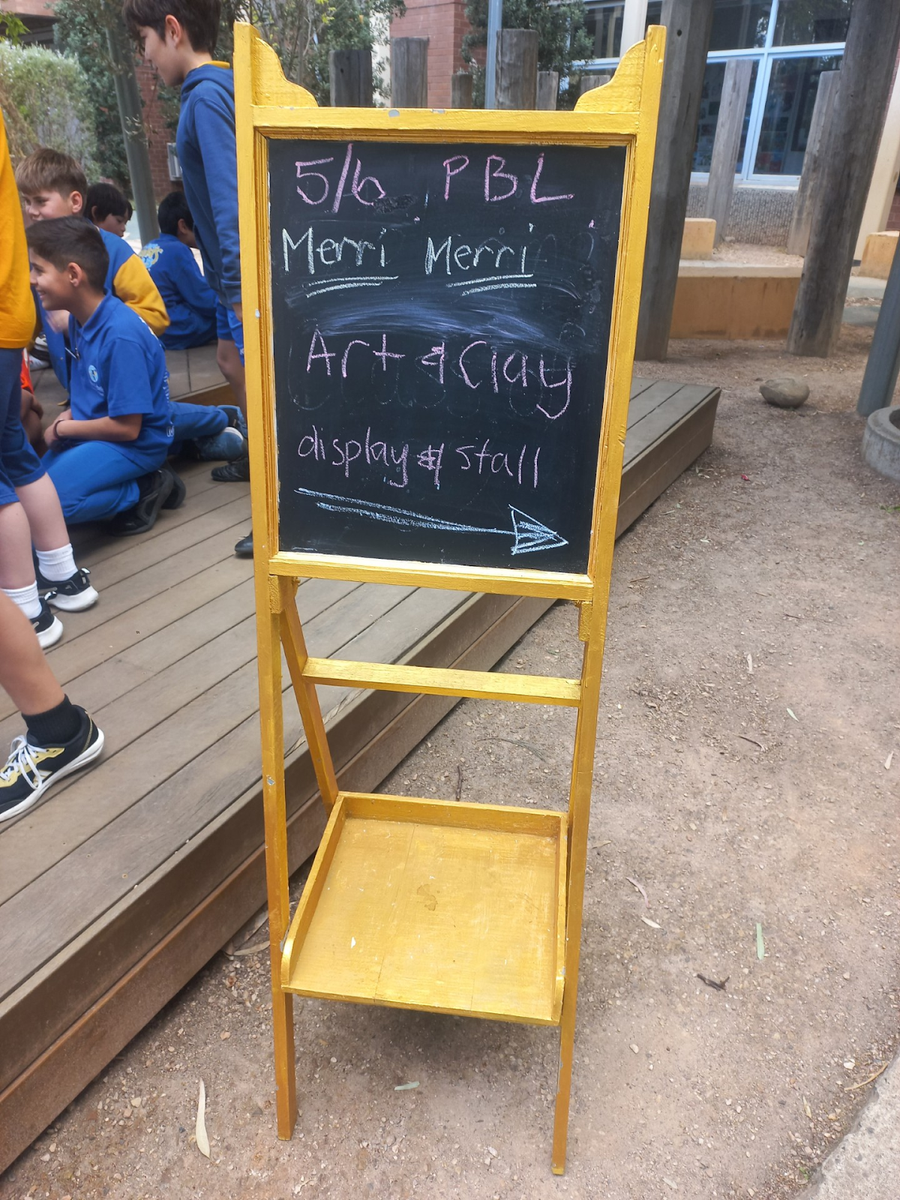 5/6 PBL
Merri Merri
Art & Clay
display & stall